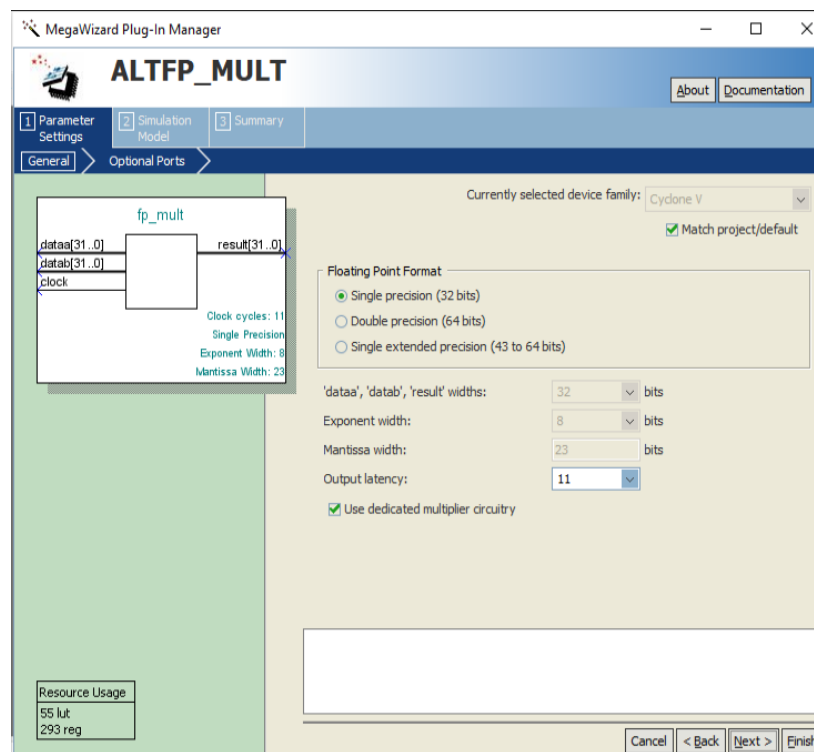 MegaWizard Plug-In Manager
ALTFP_MULT
About Documentation
1 Parameter Settings
2 Simulation Model
3 Summary
General Optional Ports
Currently selected device family: Cyclone V
Match project/default
fp_mult
dataa[31..0] result[31..0]
datab[31..0]
clock
Clock cycles: 11
Single Precision
Exponent Width: 8
Mantissa Width: 23
Floating Point Format
Single precision (32 bits)
Double precision (64 bits)
Single extended precision (43 to 64 bits)
'dataa', 'datab', 'result' widths: 32 bits
Exponent width: 8 bits
Mantissa width: 23 bits
Output latency: 11
Use dedicated multiplier circuitry
Resource Usage
55 lut
293 reg
Cancel < Back Next > Finish